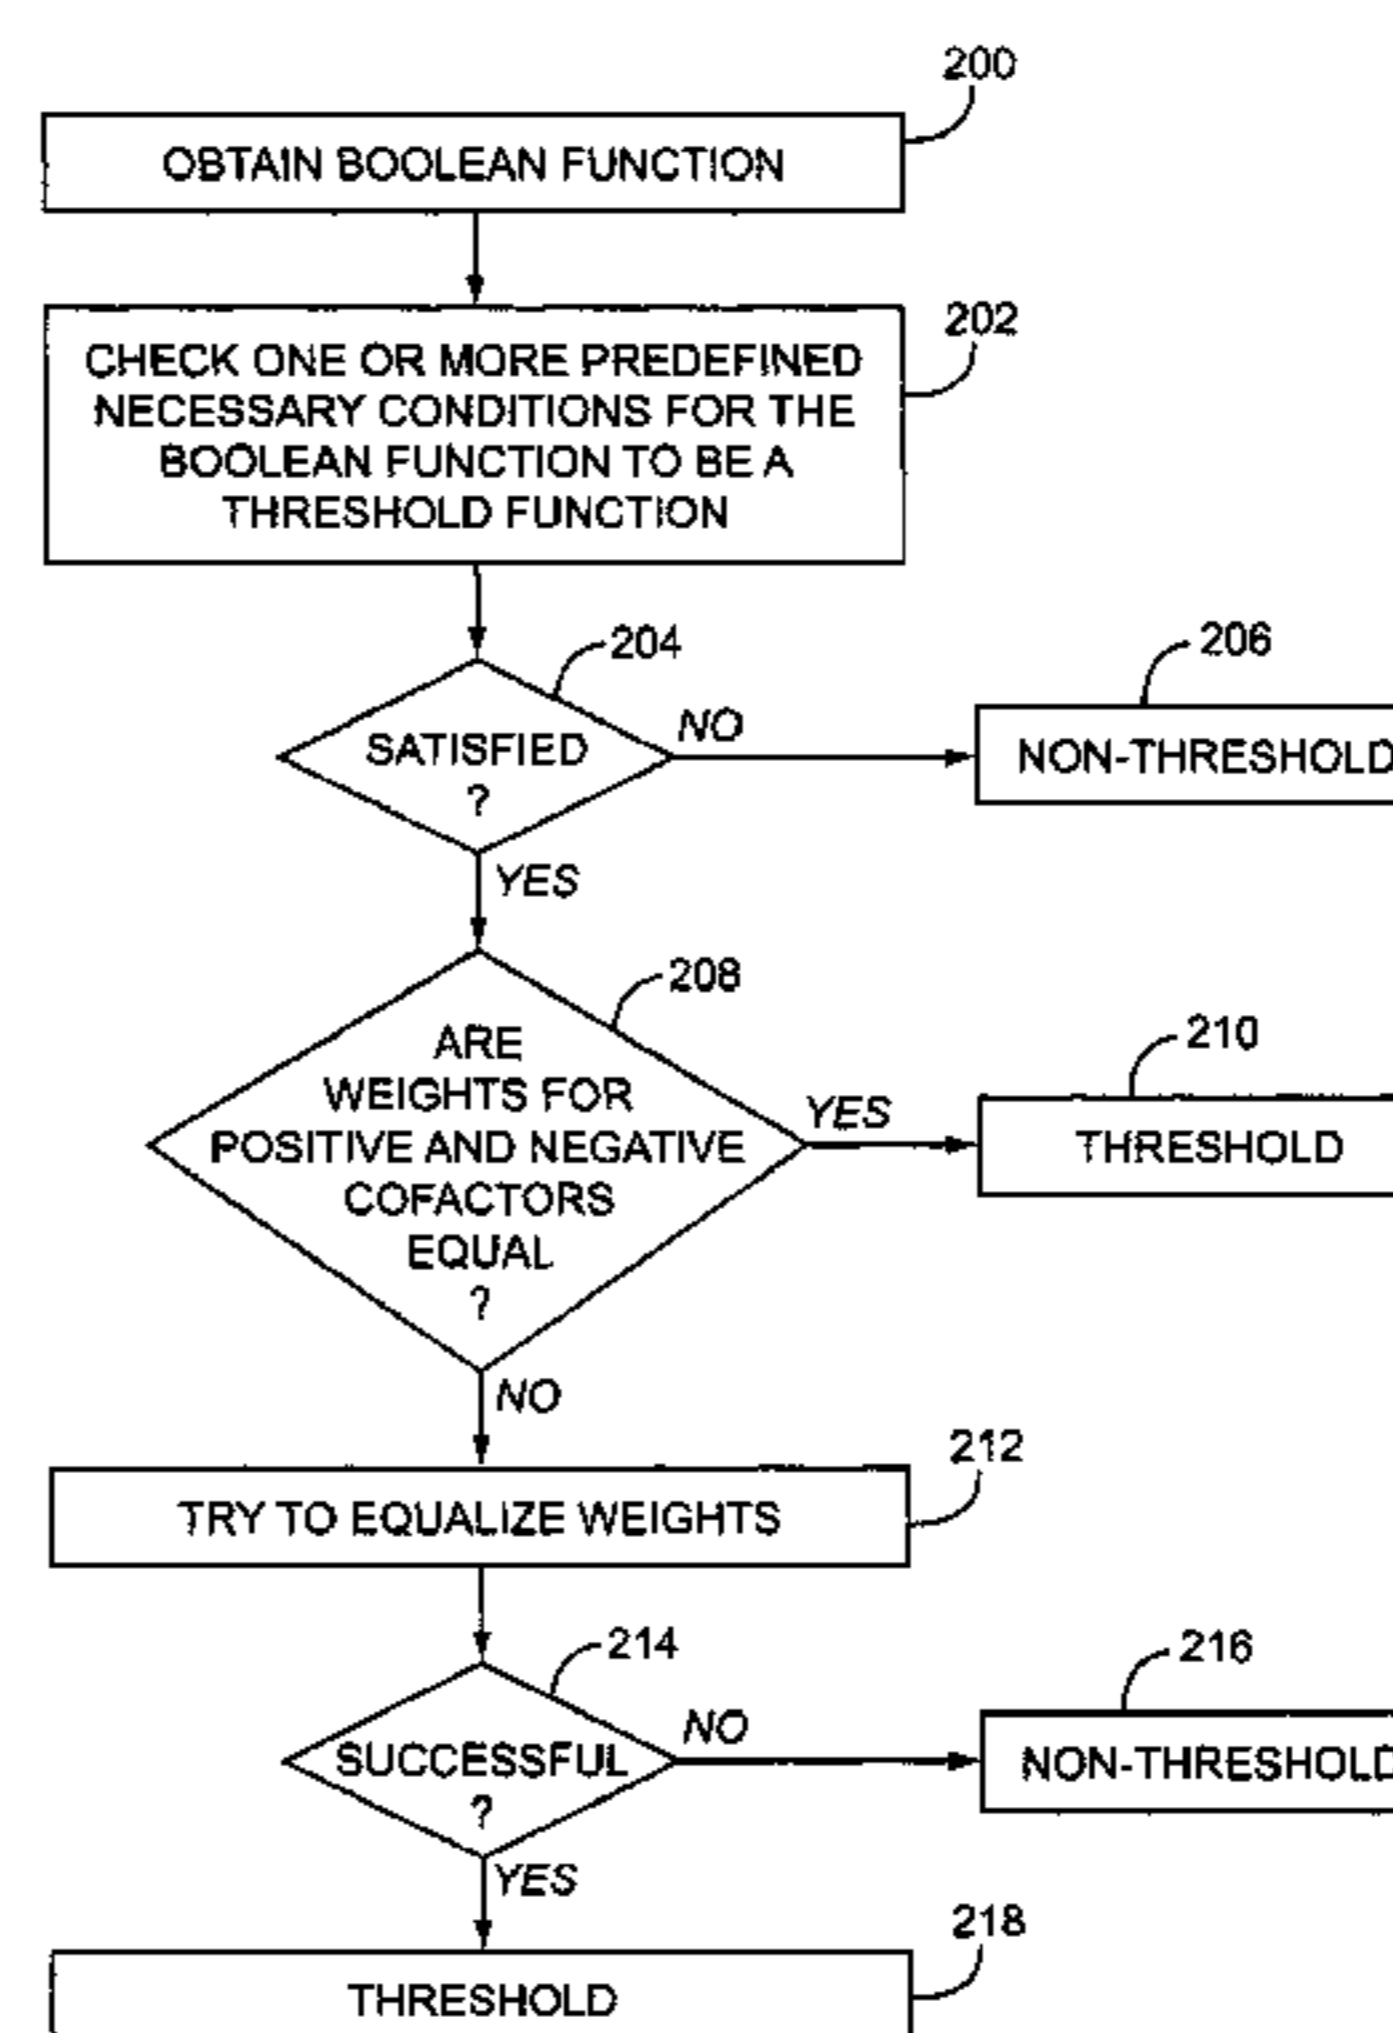 200
OBTAIN BOOLEAN FUNCTION
202
CHECK ONE OR MORE PREDEFINED
NECESSARY CONDITIONS FOR THE
BOOLEAN FUNCTION TO BE A
THRESHOLD FUNCTION
204
206
SATISFIED
?
NO
NON-THRESHOLD
YES
208
210
ARE
WEIGHTS FOR
POSITIVE AND NEGATIVE
COFACTORS
EQUAL
?
YES
THRESHOLD
NO
212
TRY TO EQUALIZE WEIGHTS
214
216
SUCCESSFUL
?
NO
NON-THRESHOLD
YES
218
THRESHOLD